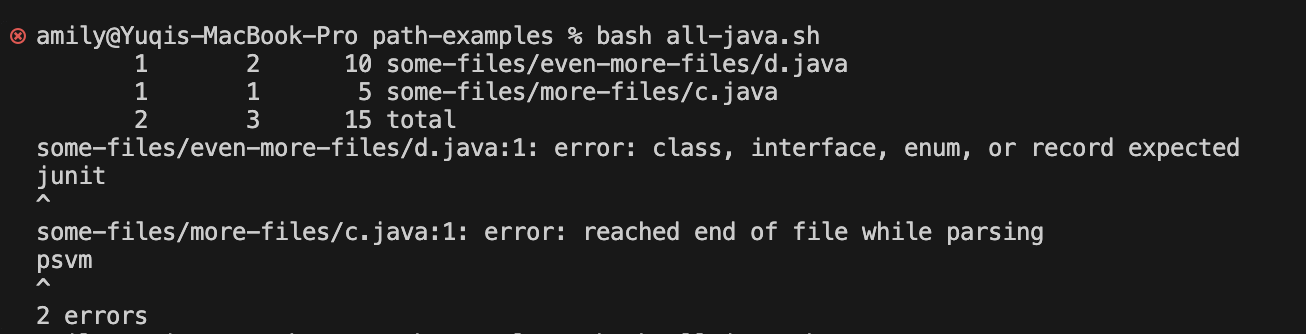 amily@Yuqis-MacBook-Pro path-examples % bash all-java.sh
1 2 10 some-files/even-more-files/d.java
1 1 5 some-files/more-files/c.java
2 3 15 total
some-files/even-more-files/d.java:1: error: class, interface, enum, or record expected
junit
^
some-files/more-files/c.java:1: error: reached end of file while parsing
psvm
^
2 errors